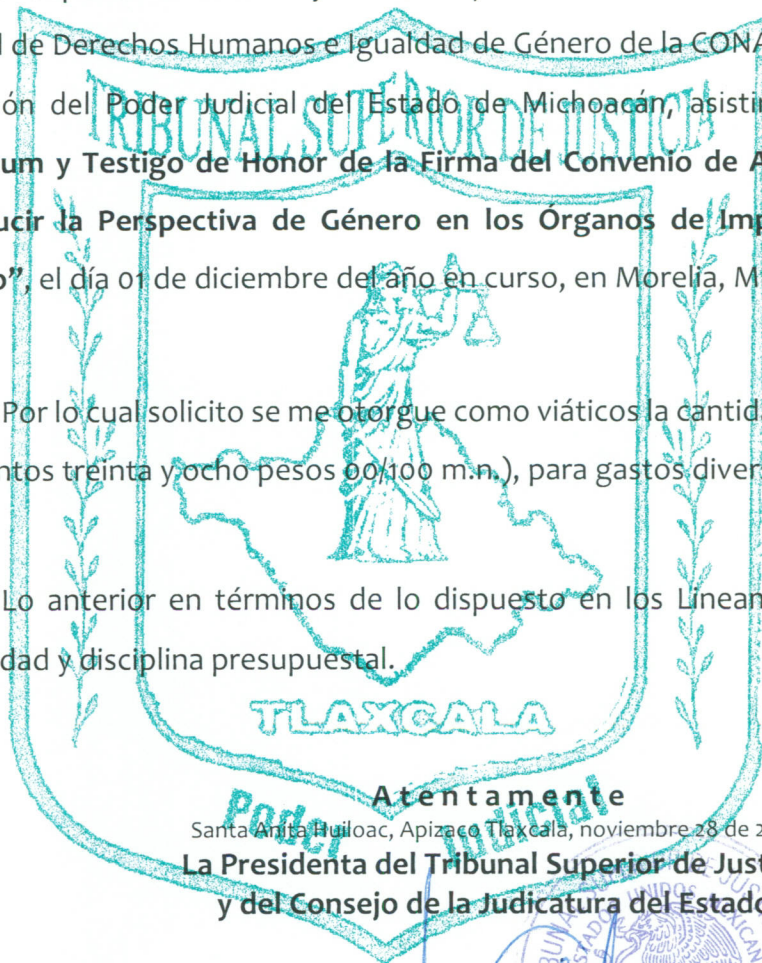 de Derechos Humanos e Igualdad de Género de la CONA
ón del Poder Judicial del Estado de Michoacán, asisti
um y Testigo de Honor de la Firma del Convenio de A
ucir la Perspectiva de Género en los Órganos de Imp
o”, el día 01 de diciembre del año en curso, en Morelia, M
Por lo cual solicito se me otorgue como viáticos la cantid
ntos treinta y ocho pesos 00/100 m.n.), para gastos diver
Lo anterior en términos de lo dispuesto en los Linean
dad y disciplina presupuestal.
Atentamente
Santa Anita Huiloac, Apizaco Tlaxcala, noviembre 28 de 2
La Presidenta del Tribunal Superior de Just
y del Consejo de la Judicatura del Estado
TRIBUNAL SUPERIOR DE JUSTICIA
TLAXCALA
Poder Judicial
UNIDOS MEXICAN